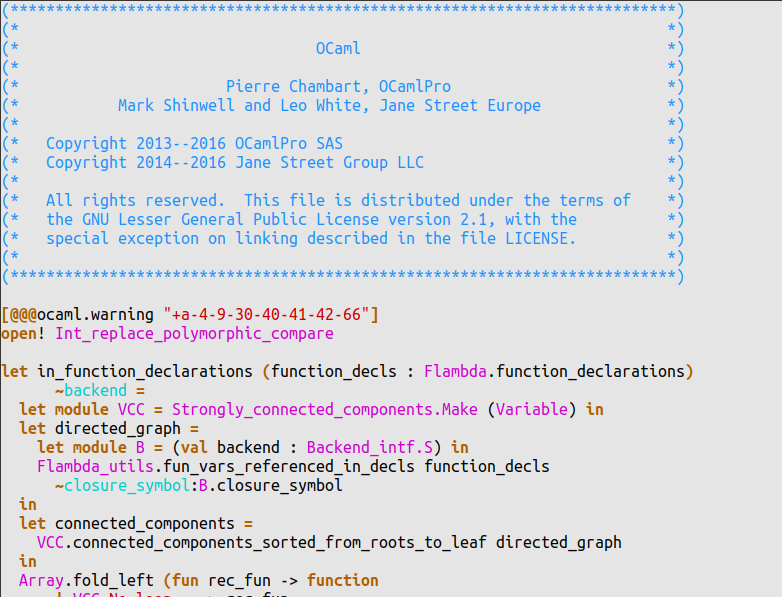 (**************************************************************************)
(*                                                                        *)
(*                                 OCaml                                  *)
(*                                                                        *)
(*                       Pierre Chambart, OCamlPro                        *)
(*           Mark Shinwell and Leo White, Jane Street Europe              *)
(*                                                                        *)
(*   Copyright 2013--2016 OCamlPro SAS                                    *)
(*   Copyright 2014--2016 Jane Street Group LLC                           *)
(*                                                                        *)
(*   All rights reserved.  This file is distributed under the terms of    *)
(*   the GNU Lesser General Public License version 2.1, with the          *)
(*   special exception on linking described in the file LICENSE.          *)
(*                                                                        *)
(**************************************************************************)

[@@@ocaml.warning "+a-4-9-30-40-41-42-66"]
open! Int_replace_polymorphic_compare

let in_function_declarations (function_decls : Flambda.function_declarations)
      ~backend =
  let module VCC = Strongly_connected_components.Make (Variable) in
  let directed_graph =
    let module B = (val backend : Backend_intf.S) in
    Flambda_utils.fun_vars_referenced_in_decls function_decls
      ~closure_symbol:B.closure_symbol
  in
  let connected_components =
    VCC.connected_components_sorted_from_roots_to_leaf directed_graph
  in
  Array.fold_left (fun rec_fun -> function